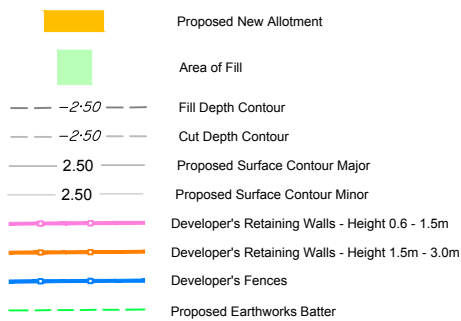 Proposed New Allotment
Area of Fill
-2·50 Fill Depth Contour
-2·50 Cut Depth Contour
2.50 Proposed Surface Contour Major
2.50 Proposed Surface Contour Minor
Developer's Retaining Walls - Height 0.6 - 1.5m
Developer's Retaining Walls - Height 1.5m - 3.0m
Developer's Fences
Proposed Earthworks Batter